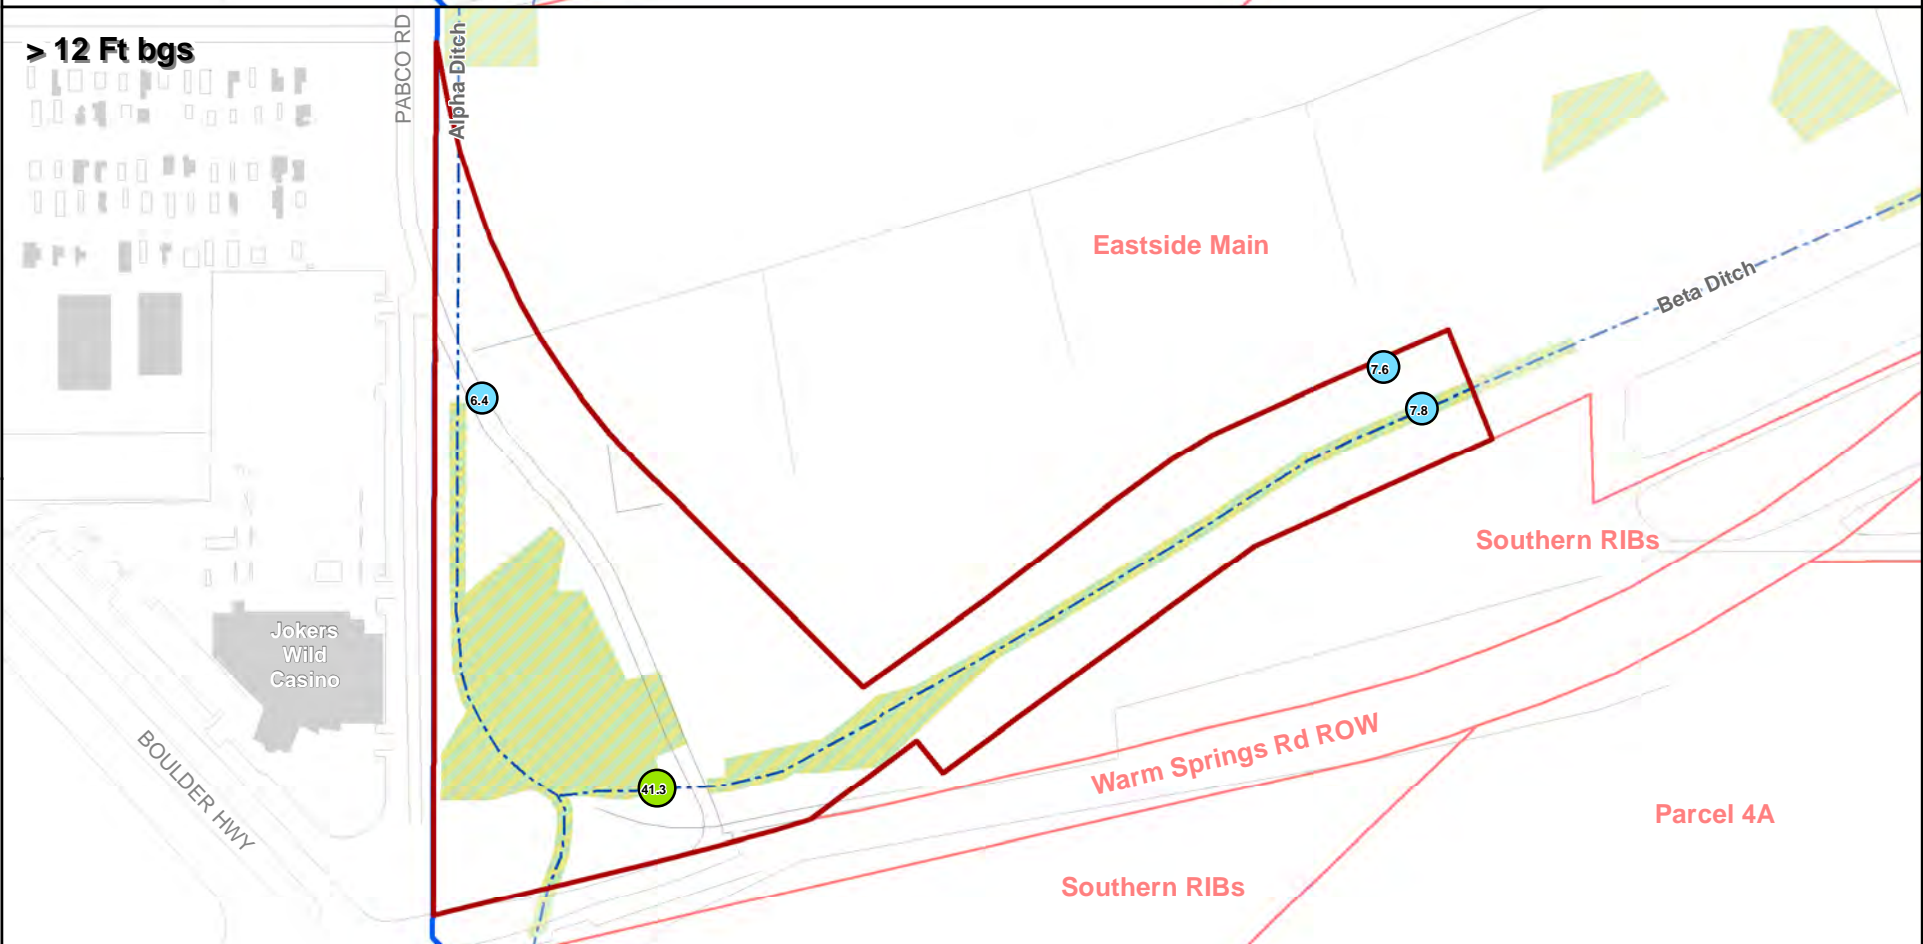 > 12 Ft bgs
PABCO RD
Alpha Ditch
Eastside Main
Beta Ditch
7.6
6.4
7.8
Southern RIBs
Jokers
Wild
Casino
BOULDER HWY
Warm Springs Rd ROW
41.3
Parcel 4A
Southern RIBs